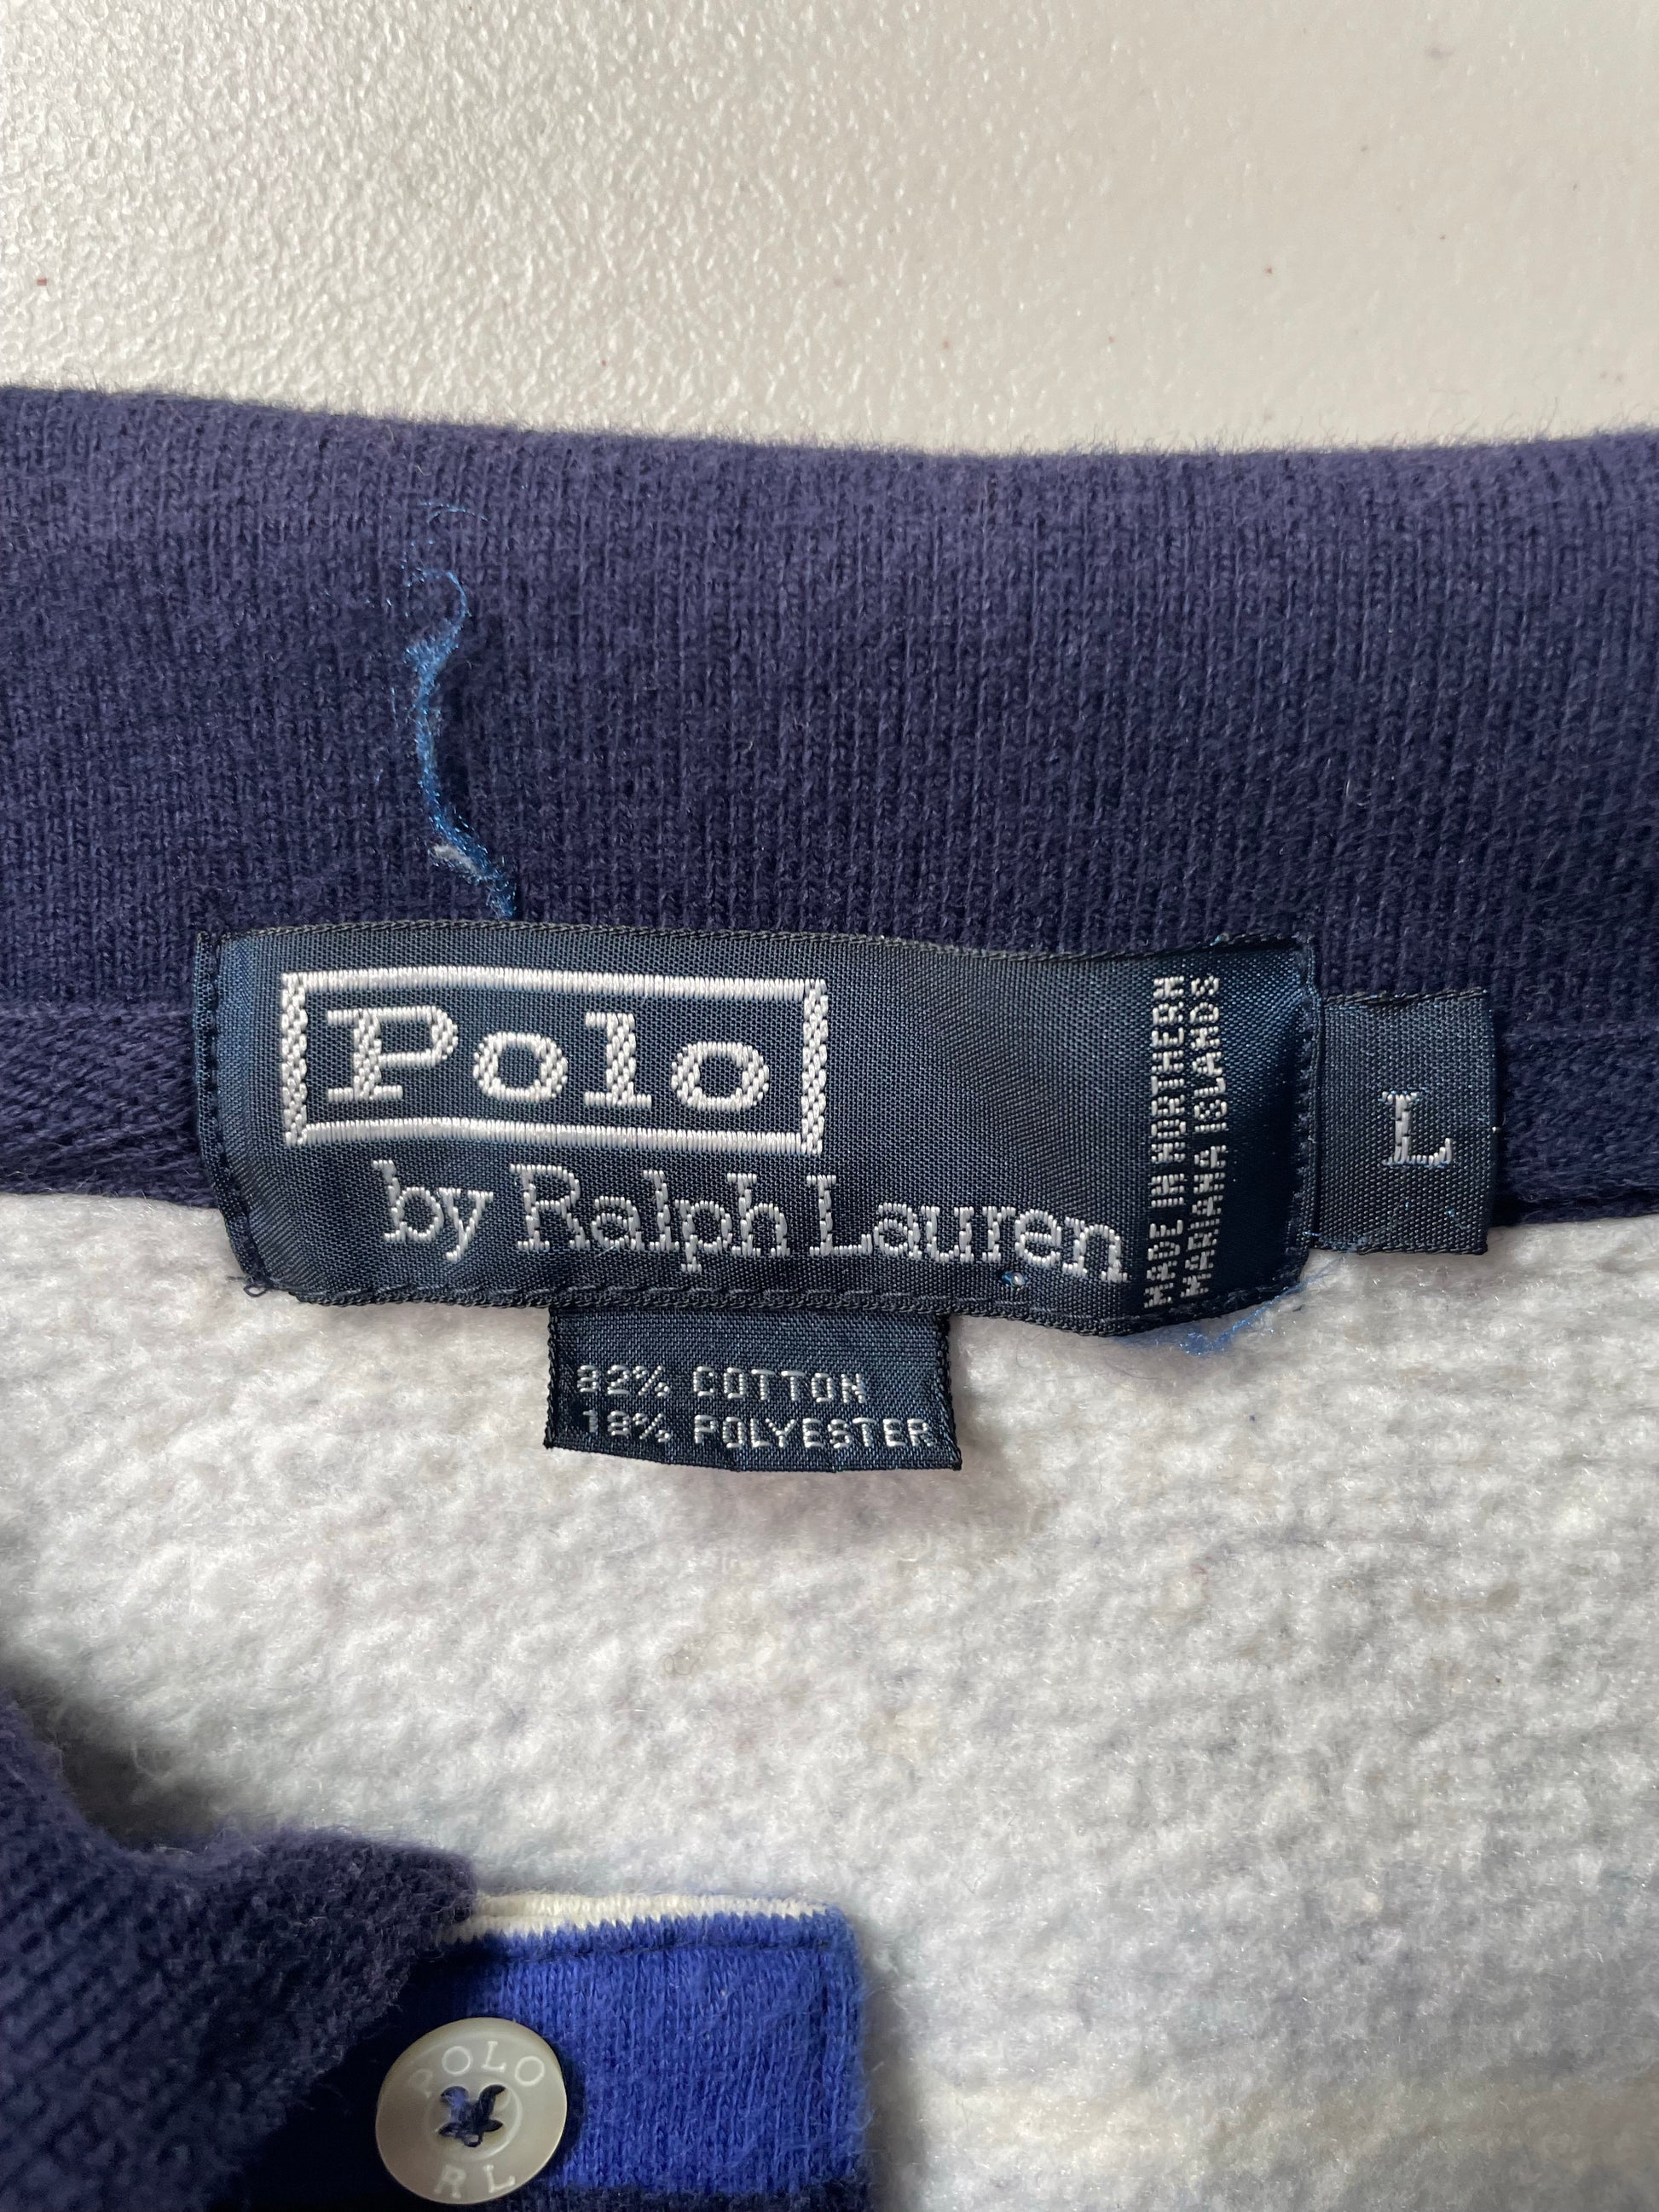 Polo
by Ralph Lauren
MADE IN NORTHERN
MARIANA ISLANDS
L
82% COTTON
18% POLYESTER
POLO
RL